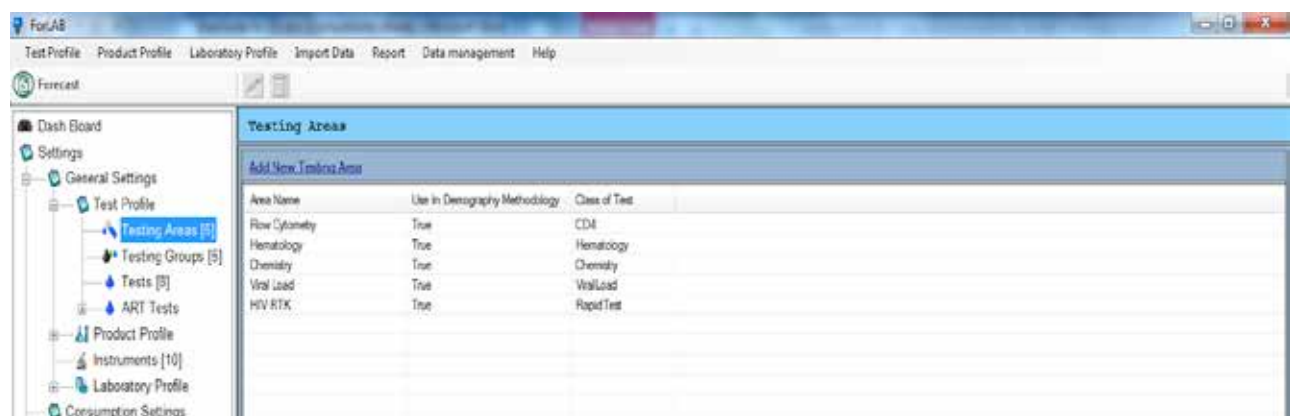 ForLAB
Test Profile Product Profile Laboratory Profile Import Data Report Data management Help
Forecast
Dash Board
Settings
General Settings
Test Profile
Testing Areas [5]
Testing Groups [5]
Tests [9]
ART Tests
Product Profile
Instruments [10]
Laboratory Profile
Consumption Settings
Testing Areas
Add New Testing Area
Area Name Use in Demography Methodology Class of Test
Flow Cytometry True CD4
Hematology True Hematology
Chemistry True Chemistry
Viral Load True ViralLoad
HIV RTK True RapidTest